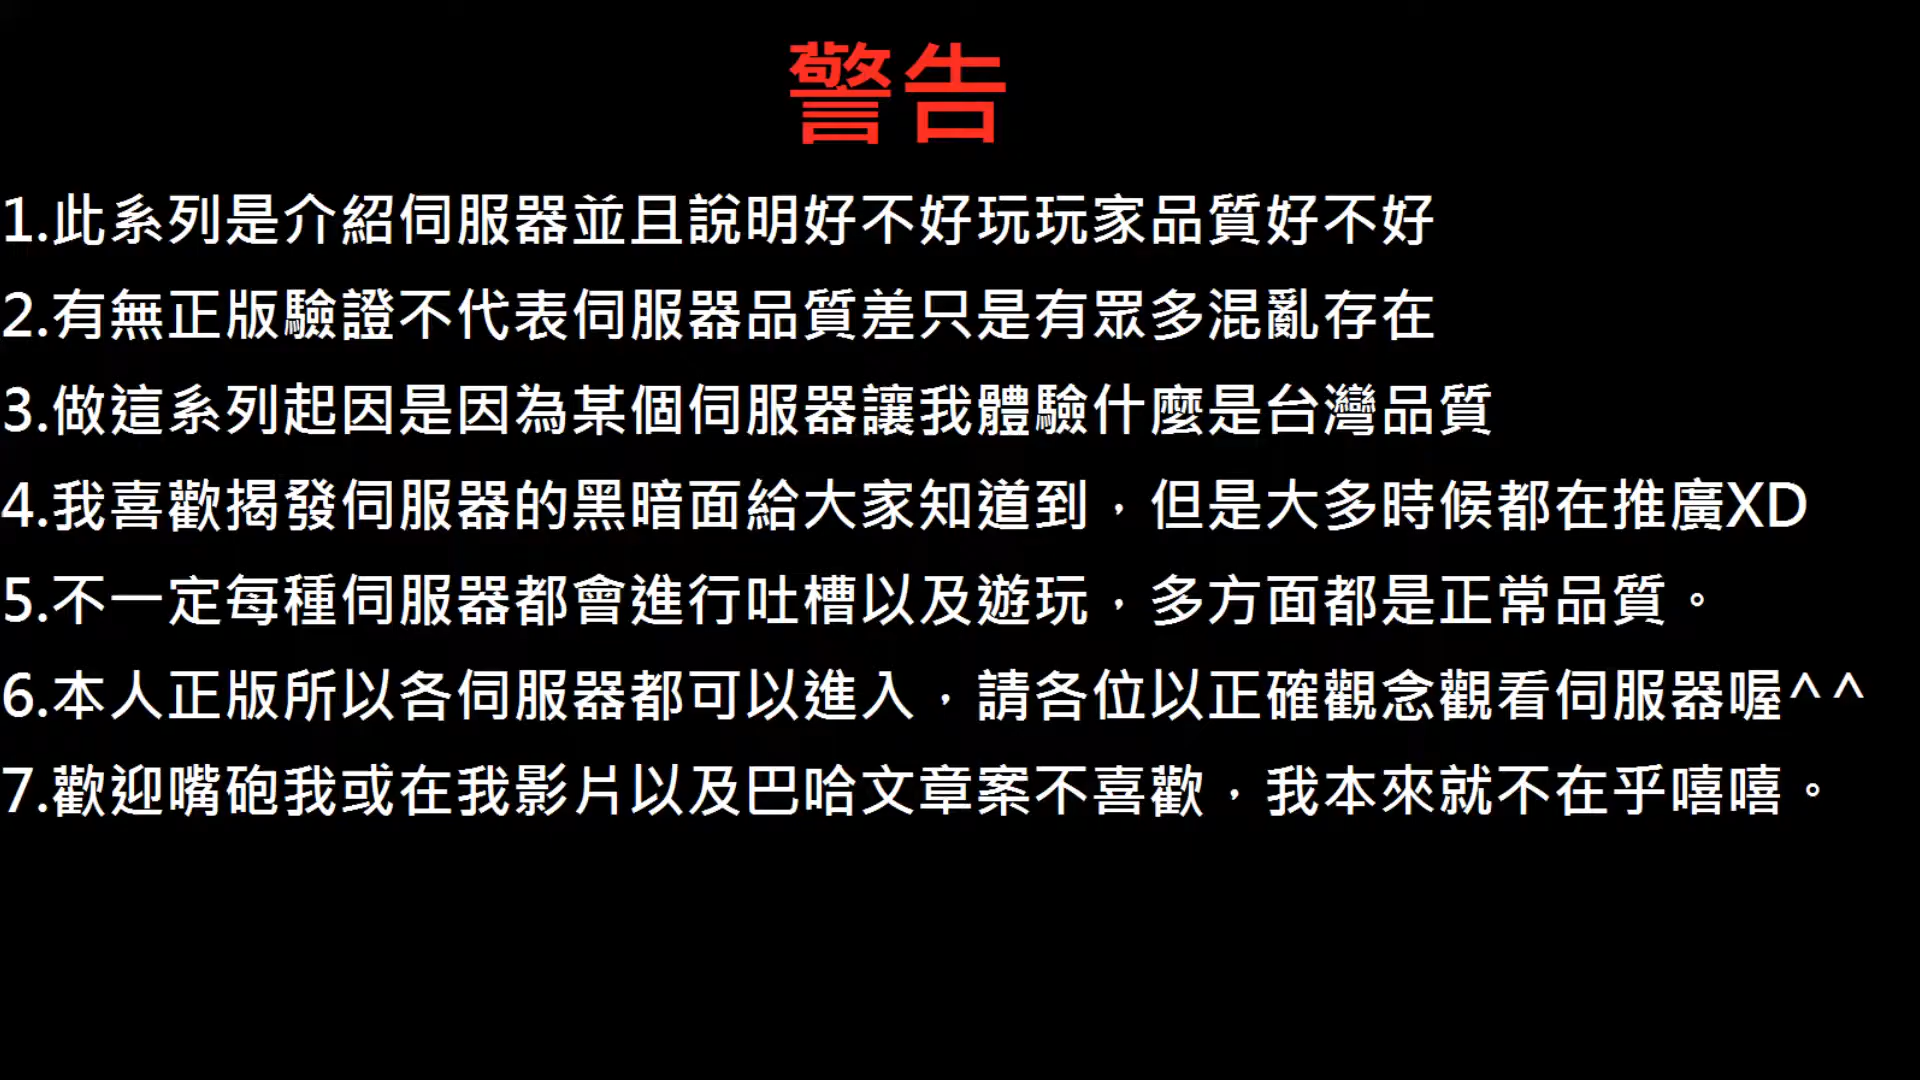 警告
1.此系列是介紹伺服器並且說明好不好玩玩家品質好不好
2.有無正版驗證不代表伺服器品質差只是有眾多混亂存在
3.做這系列起因是因為某個伺服器讓我體驗什麼是台灣品質
4.我喜歡揭發伺服器的黑暗面給大家知道到，但是大多時候都在推廣XD
5.不一定每種伺服器都會進行吐槽以及遊玩，多方面都是正常品質。
6.本人正版所以各伺服器都可以進入，請各位以正確觀念觀看伺服器喔^^
7.歡迎嘴砲我或在我影片以及巴哈文章案不喜歡，我本來就不在乎嘻嘻。